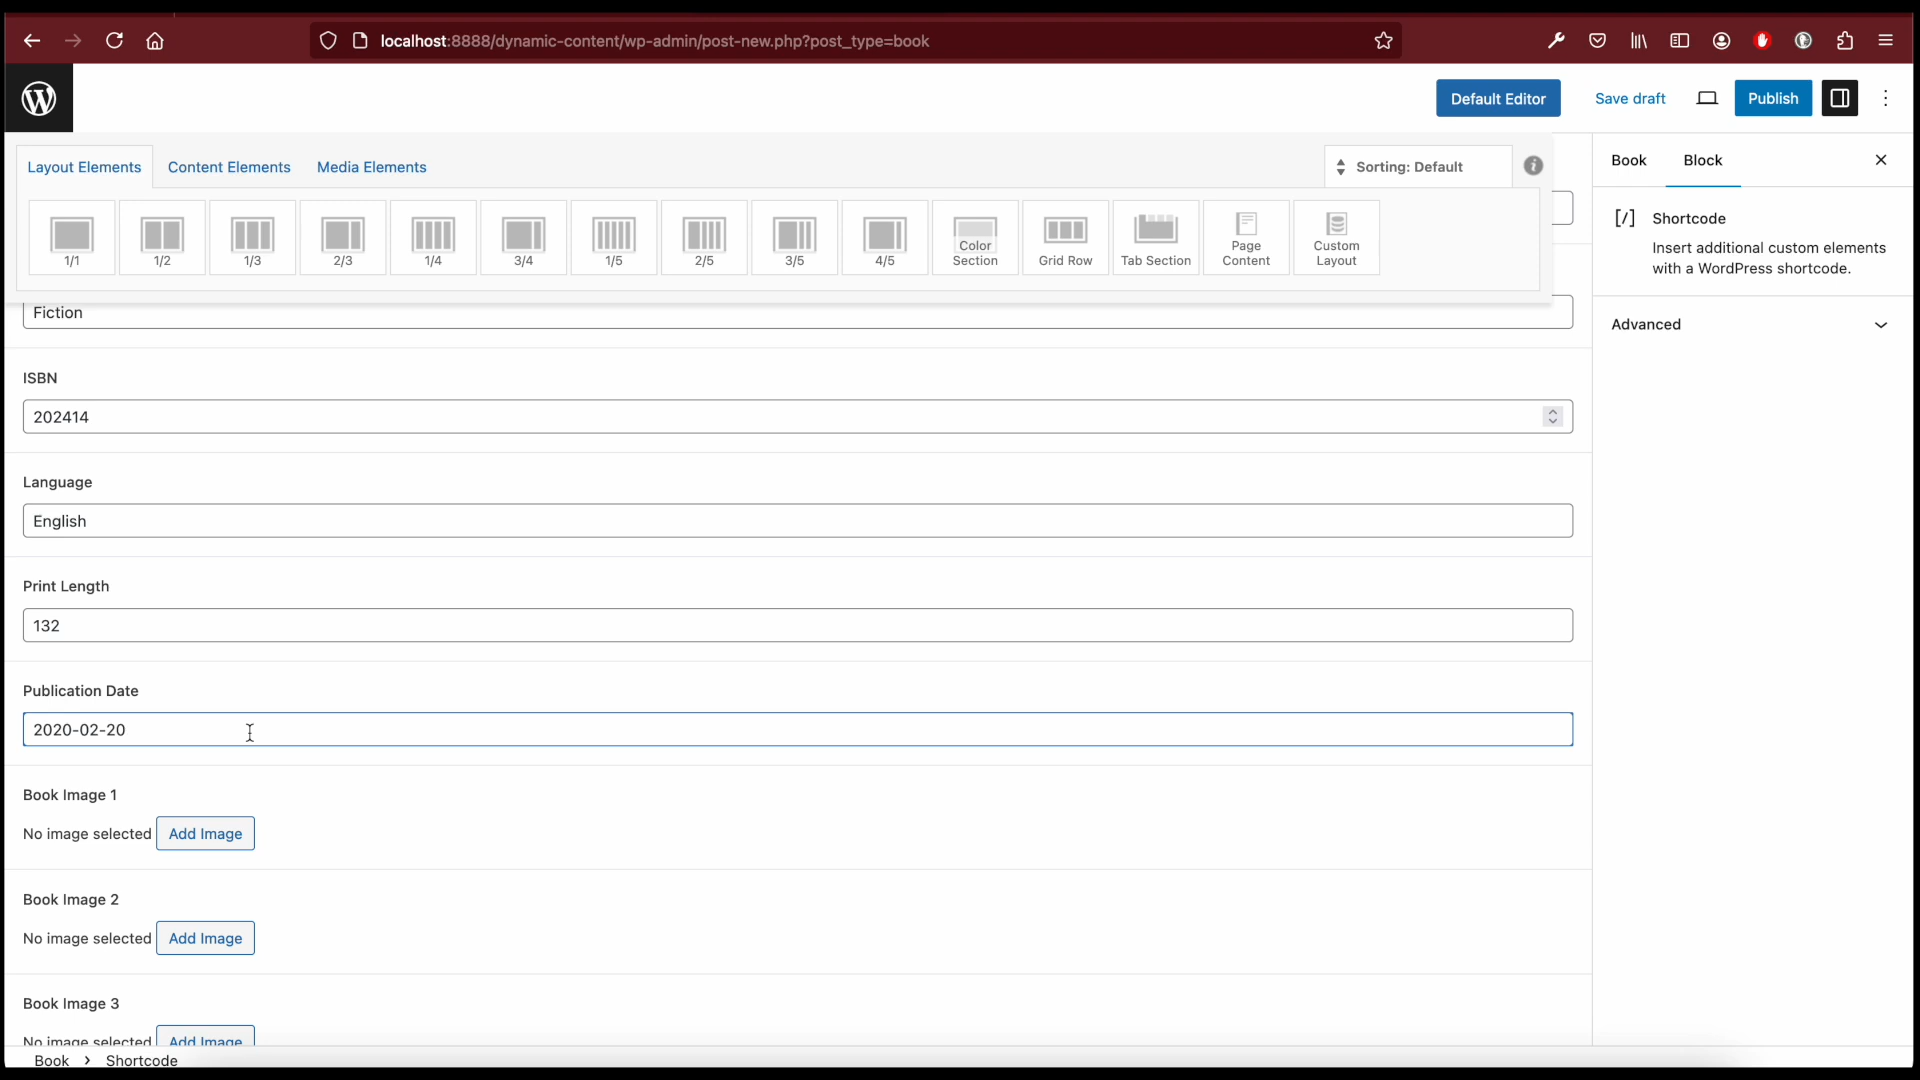 localhost:8888/dynamic-content/wp-admin/post-new.php?post_type=book
Default Editor
Save draft
Publish
Layout Elements
Content Elements
Media Elements
Sorting: Default
1/1
1/2
1/3
2/3
1/4
3/4
1/5
2/5
3/5
4/5
Color
Section
Grid Row
Tab Section
Page
Content
Custom
Layout
Book
Block
[/] Shortcode
Insert additional custom elements
with a WordPress shortcode.
Advanced
Fiction
ISBN
202414
Language
English
Print Length
132
Publication Date
2020-02-20
Book Image 1
No image selected Add Image
Book Image 2
No image selected Add Image
Book Image 3
No image selected Add Image
Book > Shortcode